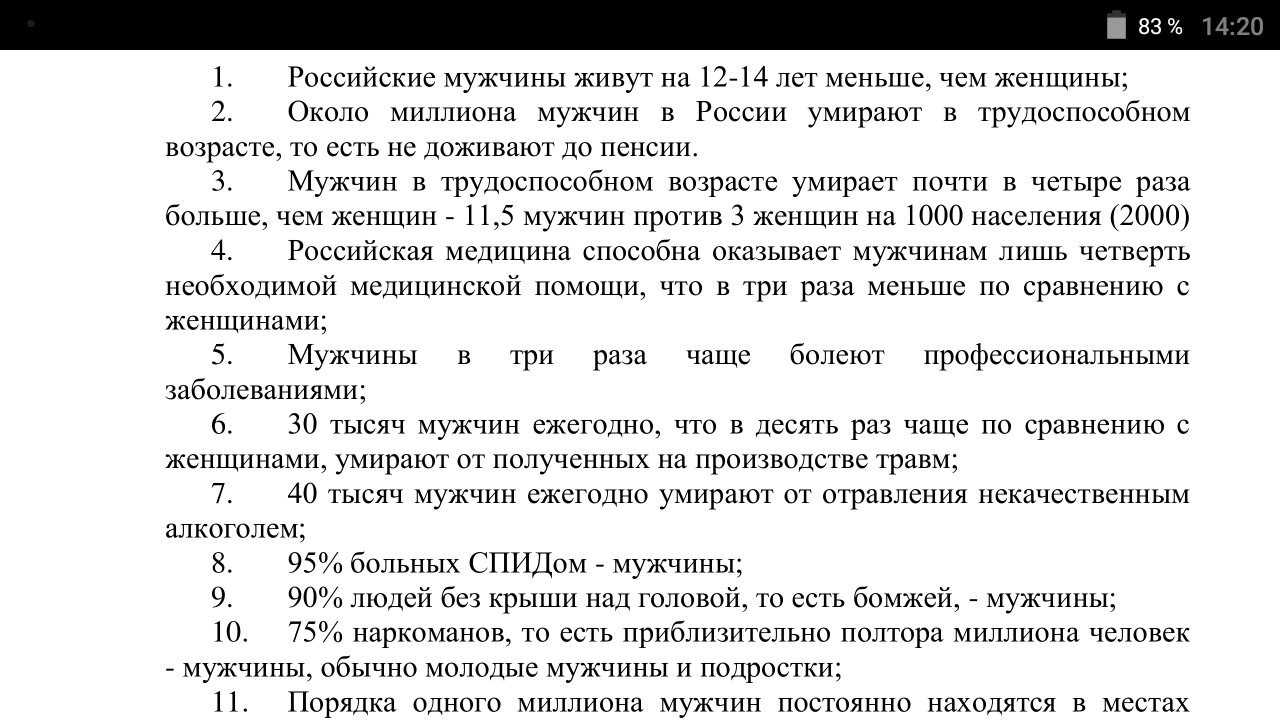 83 % 14:20
1. Российские мужчины живут на 12-14 лет меньше, чем женщины;
2. Около миллиона мужчин в России умирают в трудоспособном
возрасте, то есть не доживают до пенсии.
3. Мужчин в трудоспособном возрасте умирает почти в четыре раза
больше, чем женщин - 11,5 мужчин против 3 женщин на 1000 населения (2000)
4. Российская медицина способна оказывает мужчинам лишь четверть
необходимой медицинской помощи, что в три раза меньше по сравнению с
женщинами;
5. Мужчины в три раза чаще болеют профессиональными
заболеваниями;
6. 30 тысяч мужчин ежегодно, что в десять раз чаще по сравнению с
женщинами, умирают от полученных на производстве травм;
7. 40 тысяч мужчин ежегодно умирают от отравления некачественным
алкоголем;
8. 95% больных СПИДом - мужчины;
9. 90% людей без крыши над головой, то есть бомжей, - мужчины;
10. 75% наркоманов, то есть приблизительно полтора миллиона человек
- мужчины, обычно молодые мужчины и подростки;
11. Порядка одного миллиона мужчин постоянно находятся в местах